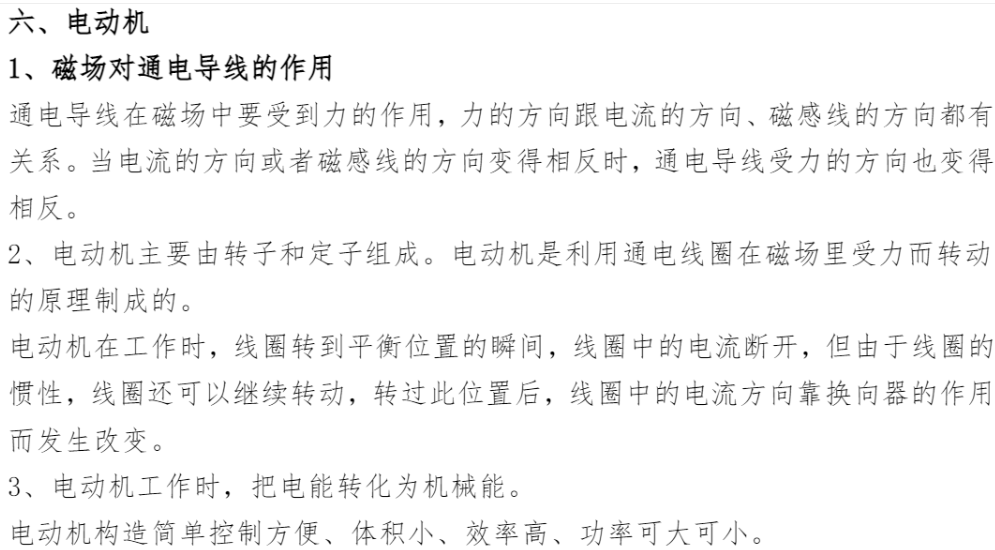 六、电动机
1、磁场对通电导线的作用
通电导线在磁场中要受到力的作用，力的方向跟电流的方向、磁感线的方向都有
关系。当电流的方向或者磁感线的方向变得相反时，通电导线受力的方向也变得
相反。
2、电动机主要由转子和定子组成。电动机是利用通电线圈在磁场里受力而转动
的原理制成的。
电动机在工作时，线圈转到平衡位置的瞬间，线圈中的电流断开，但由于线圈的
惯性，线圈还可以继续转动，转过此位置后，线圈中的电流方向靠换向器的作用
而发生改变。
3、电动机工作时，把电能转化为机械能。
电动机构造简单控制方便、体积小、效率高、功率可大可小。